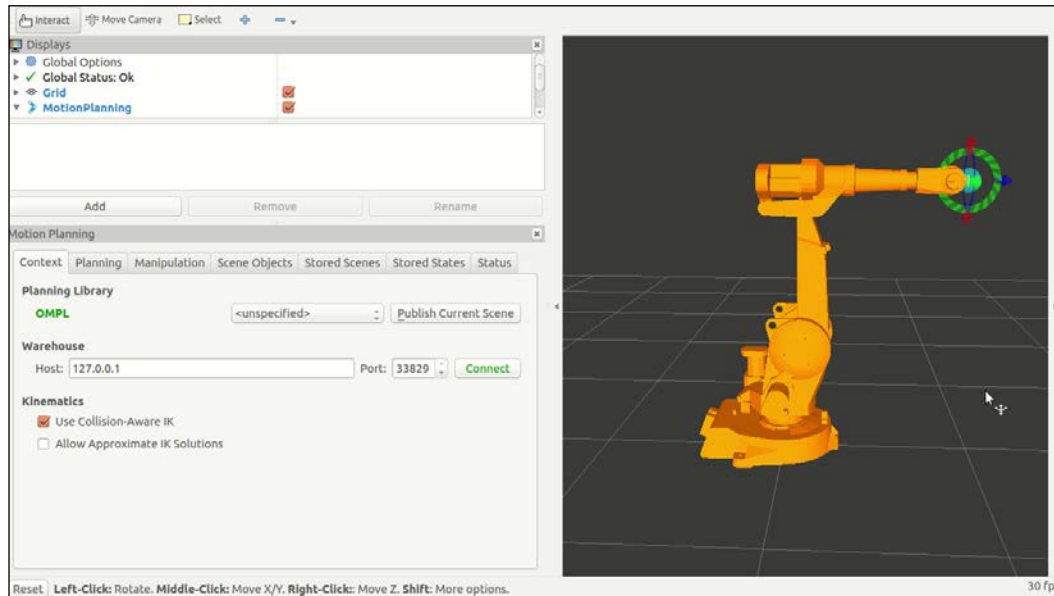 Interact Move Camera Select
Displays
Global Options
Global Status: Ok
Grid
MotionPlanning
Add Remove Rename
Motion Planning
Context Planning Manipulation Scene Objects Stored Scenes Stored States Status
Planning Library
OMPL <unspecified> Publish Current Scene
Warehouse
Host: 127.0.0.1 Port: 33829 Connect
Kinematics
Use Collision-Aware IK
Allow Approximate IK Solutions
Reset Left-Click: Rotate. Middle-Click: Move X/Y. Right-Click: Move Z. Shift: More options. 30 fp